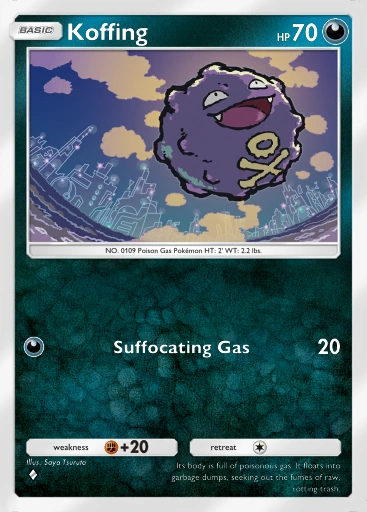 BASIC Koffing HP 70
NO. 0109 Poison Gas Pokémon HT: 2' WT: 2.2 lbs.
Suffocating Gas 20
weakness +20 retreat
Illus. Saya Tsuruta
Its body is full of poisonous gas. It floats into
garbage dumps, seeking out the fumes of raw,
rotting trash.